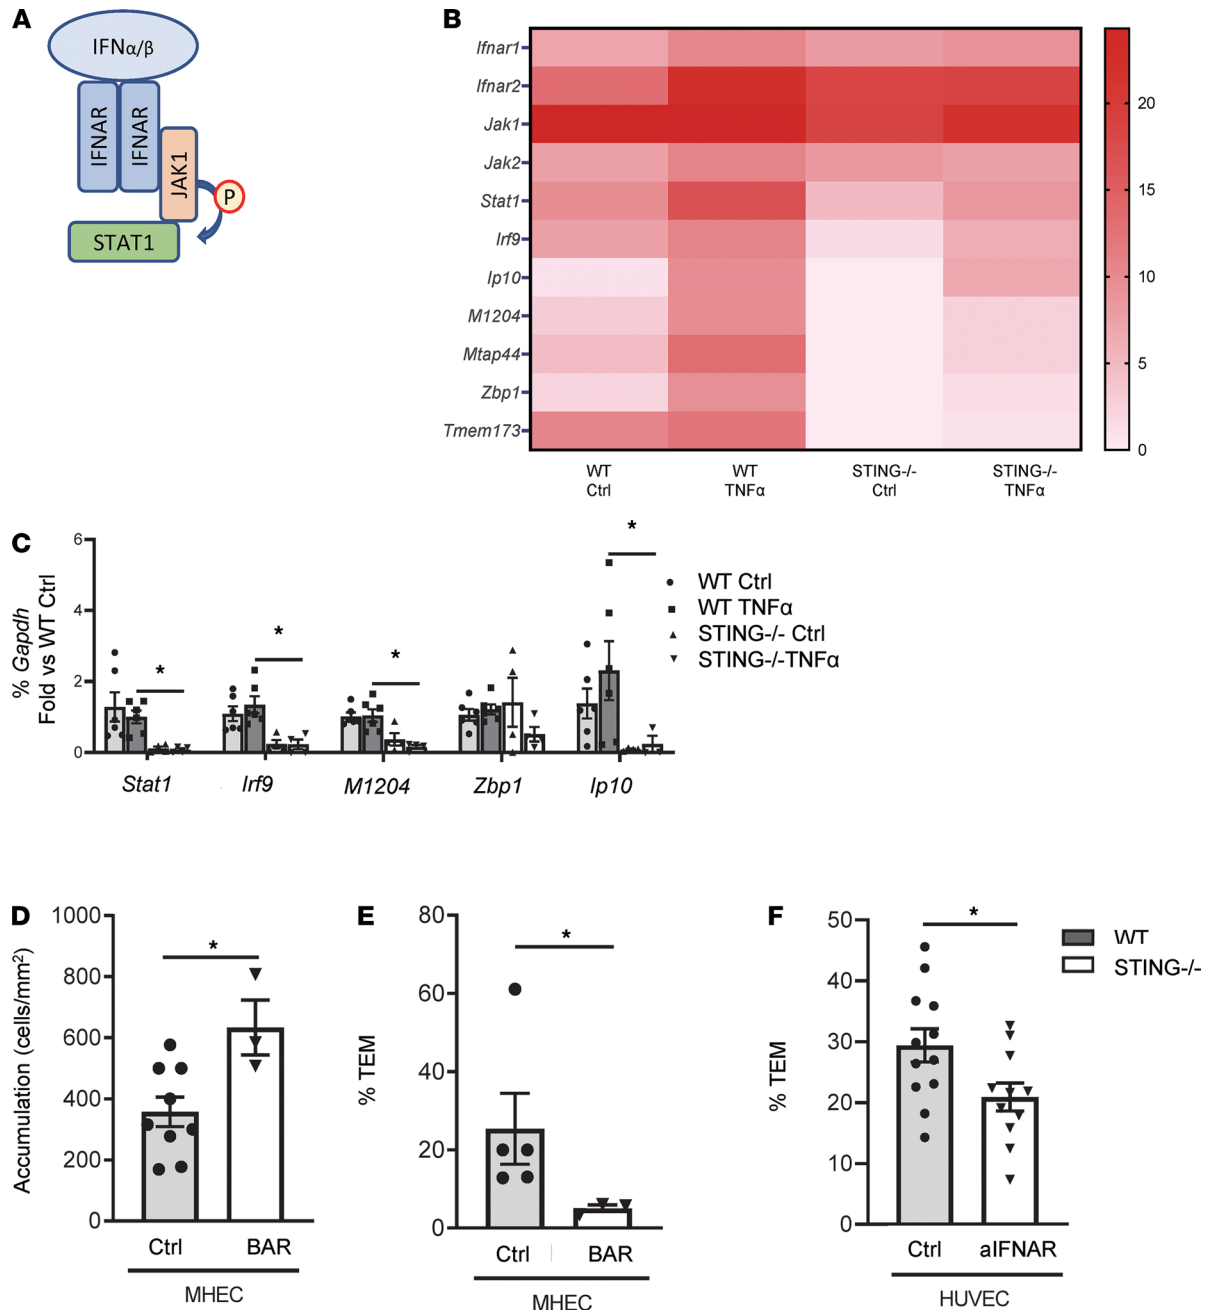 A
IFNα/β
IFNAR
IFNAR
JAK1
P
STAT1
B
Ifnar1
Ifnar2
Jak1
Jak2
Stat1
Irf9
Ip10
M1204
Mtap44
Zbp1
Tmem173
20
15
10
5
0
WT
Ctrl
WT
TNFα
STING-/-
Ctrl
STING-/-
TNFα
C
% Gapdh
Fold vs WT Ctrl
6
4
2
0
*
*
*
*
Stat1
Irf9
M1204
Zbp1
Ip10
WT Ctrl
WT TNFα
STING-/- Ctrl
STING-/-TNFα
D
Accumulation (cells/mm2)
1000
800
600
400
200
0
*
Ctrl
BAR
MHEC
E
% TEM
80
60
40
20
0
*
Ctrl
BAR
MHEC
F
% TEM
50
40
30
20
10
0
*
Ctrl
aIFNAR
HUVEC
WT
STING-/-